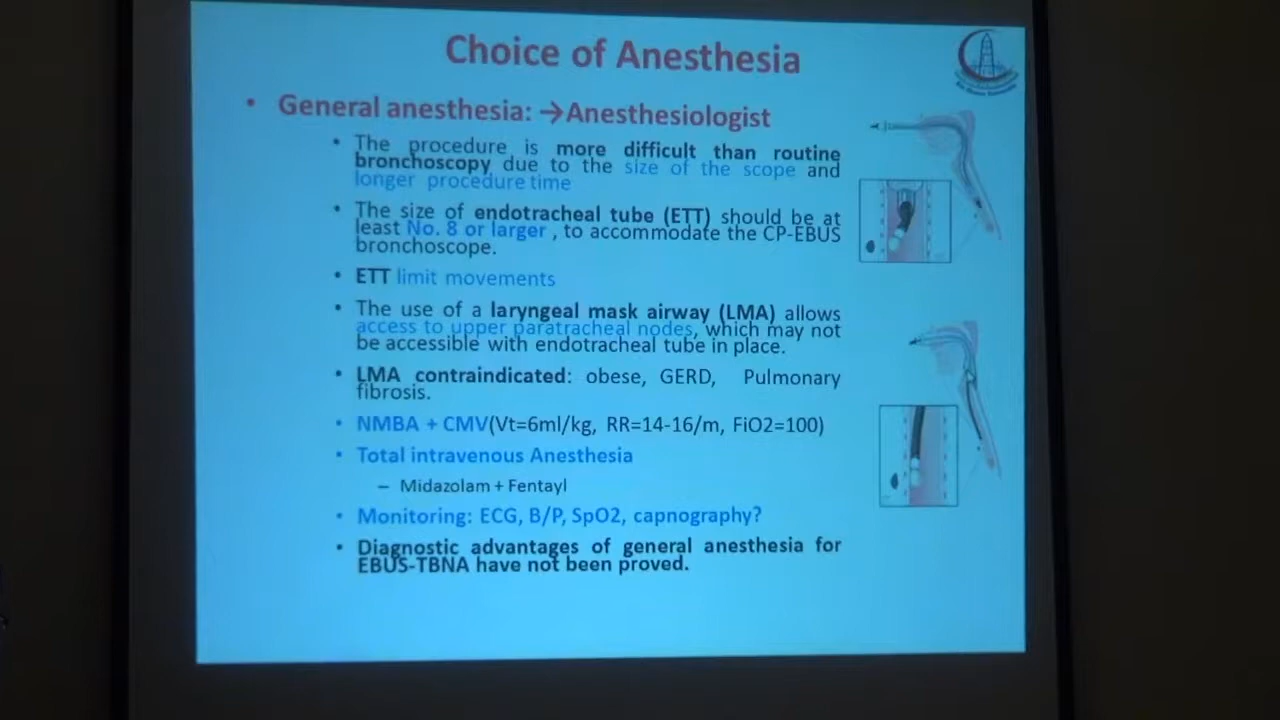 Choice of Anesthesia
• General anesthesia: →Anesthesiologist
• The procedure is more difficult than routine
bronchoscopy due to the size of the scope and
longer procedure time
• The size of endotracheal tube (ETT) should be at
least No. 8 or larger , to accommodate the CP-EBUS
bronchoscope.
• ETT limit movements
• The use of a laryngeal mask airway (LMA) allows
access to upper paratracheal nodes, which may not
be accessible with endotracheal tube in place.
• LMA contraindicated: obese, GERD, Pulmonary
fibrosis.
• NMBA + CMV(Vt=6ml/kg, RR=14-16/m, FiO2=100)
• Total intravenous Anesthesia
– Midazolam + Fentayl
• Monitoring: ECG, B/P, SpO2, capnography?
• Diagnostic advantages of general anesthesia for
EBUS-TBNA have not been proved.